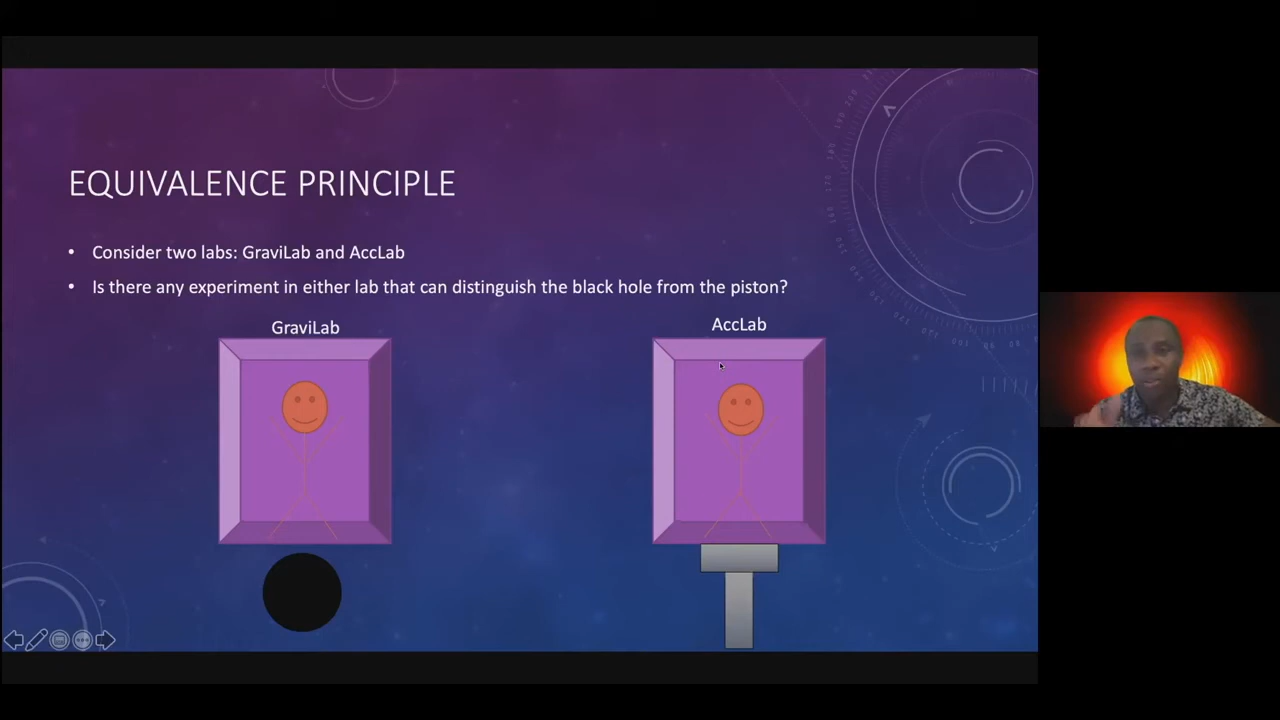 EQUIVALENCE PRINCIPLE
• Consider two labs: GraviLab and AccLab
• Is there any experiment in either lab that can distinguish the black hole from the piston?
GraviLab
AccLab